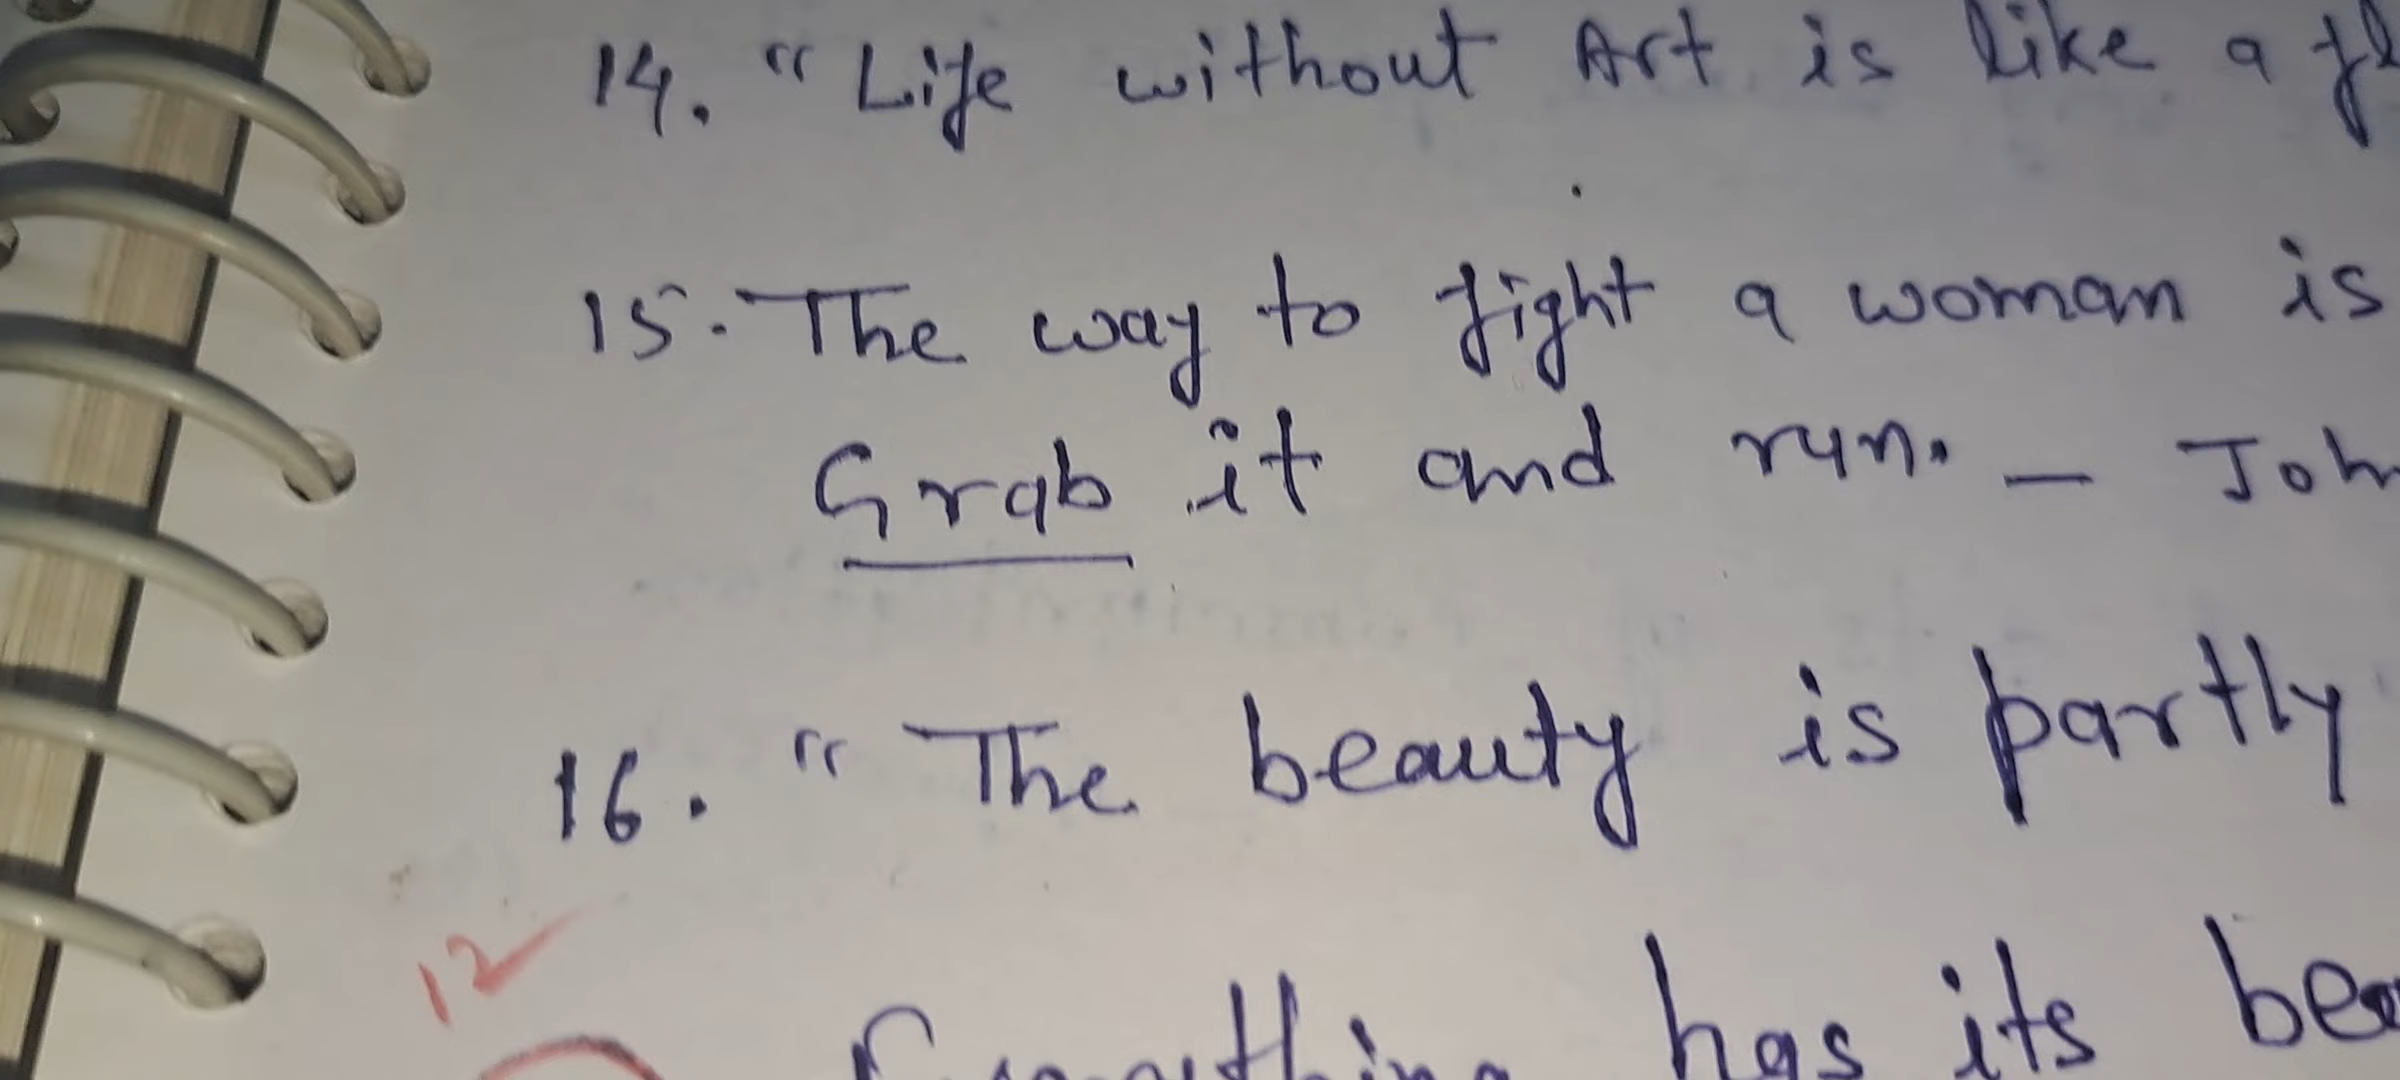 14. "Life without Art is like a
15. The way to fight a woman is
Grab it and run. -
16. " The beauty is partly
12
has its